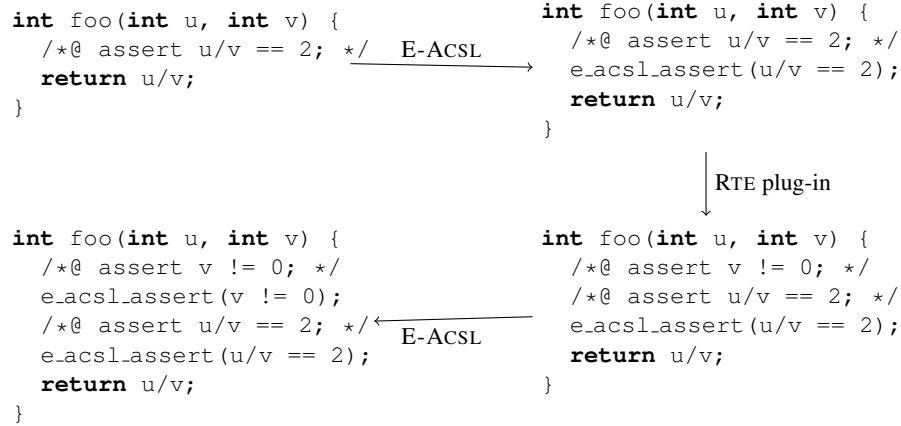 int foo(int u, int v) {
  /*@ assert u/v == 2; */
  return u/v;
}
E-ACSL
int foo(int u, int v) {
  /*@ assert u/v == 2; */
  e_acsl_assert(u/v == 2);
  return u/v;
}
RTE plug-in
int foo(int u, int v) {
  /*@ assert v != 0; */
  /*@ assert u/v == 2; */
  e_acsl_assert(u/v == 2);
  return u/v;
}
E-ACSL
int foo(int u, int v) {
  /*@ assert v != 0; */
  e_acsl_assert(v != 0);
  /*@ assert u/v == 2; */
  e_acsl_assert(u/v == 2);
  return u/v;
}